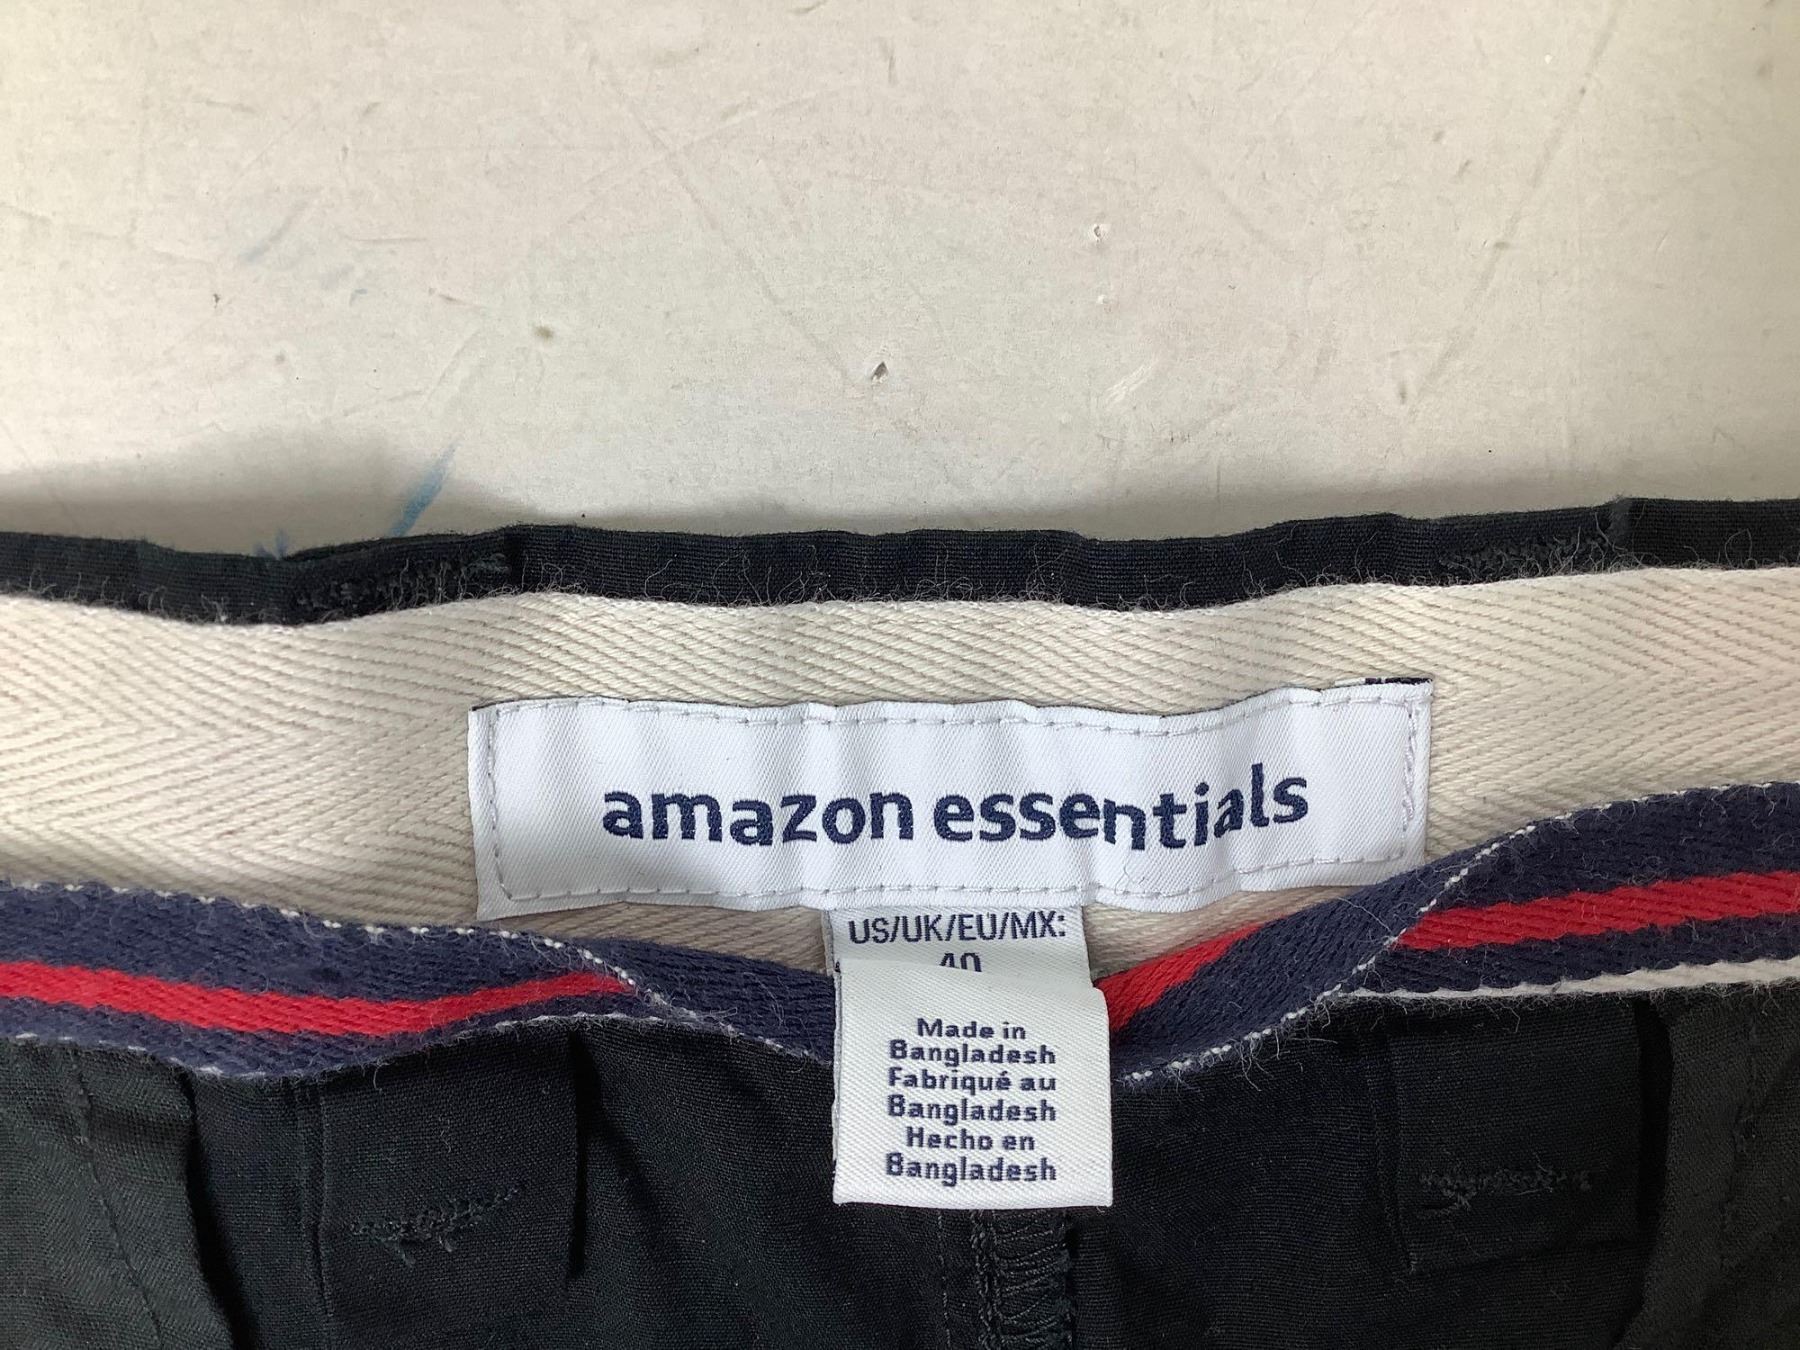 amazon essentials
US/UK/EU/MX:
40
Made in
Bangladesh
Fabriqué au
Bangladesh
Hecho en
Bangladesh